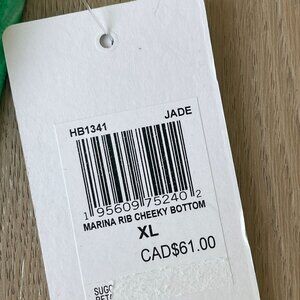 HB1341 JADE
1 95609 75240 2
MARINA RIB CHEEKY BOTTOM
XL
CAD$61.00